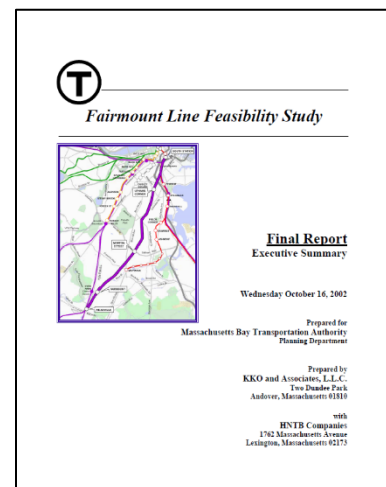 T
Fairmount Line Feasibility Study
Final Report
Executive Summary
Wednesday October 16, 2002
Prepared for
Massachusetts Bay Transportation Authority
Planning Department
Prepared by
KKO and Associates, L.L.C.
Two Dundee Park
Andover, Massachusetts 01810
with
HNTB Companies
1762 Massachusetts Avenue
Lexington, Massachusetts 02173